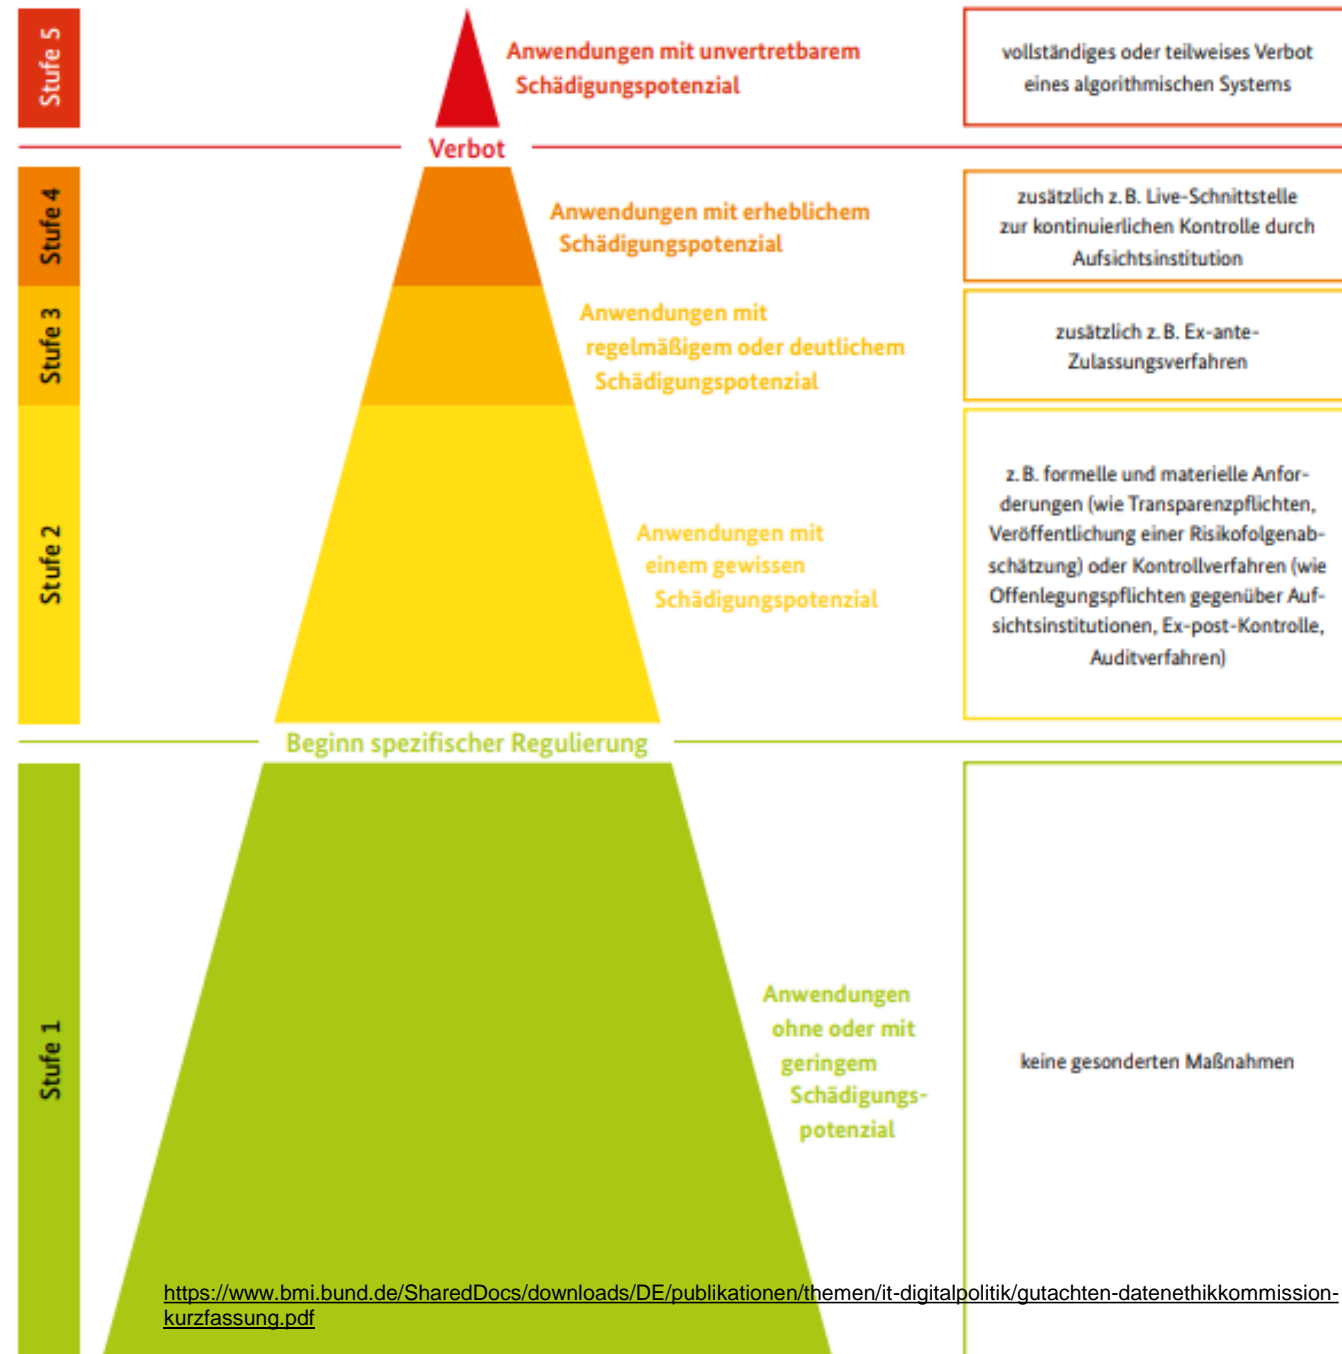 Stufe 5
Anwendungen mit unvertretbarem
Schädigungspotenzial
vollständiges oder teilweises Verbot
eines algorithmischen Systems
Verbot
Stufe 4
Anwendungen mit erheblichem
Schädigungspotenzial
zusätzlich z. B. Live-Schnittstelle
zur kontinuierlichen Kontrolle durch
Aufsichtsinstitution
Stufe 3
Anwendungen mit
regelmäßigem oder deutlichem
Schädigungspotenzial
zusätzlich z. B. Ex-ante-
Zulassungsverfahren
Stufe 2
Anwendungen mit
einem gewissen
Schädigungspotenzial
z. B. formelle und materielle Anfor-
derungen (wie Transparenzpflichten,
Veröffentlichung einer Risikofolgenab-
schätzung) oder Kontrollverfahren (wie
Offenlegungspflichten gegenüber Auf-
sichtsinstitutionen, Ex-post-Kontrolle,
Auditverfahren)
Beginn spezifischer Regulierung
Stufe 1
Anwendungen
ohne oder mit
geringem
Schädigungs-
potenzial
keine gesonderten Maßnahmen
https://www.bmi.bund.de/SharedDocs/downloads/DE/publikationen/themen/it-digitalpolitik/gutachten-datenethikkommission-
kurzfassung.pdf